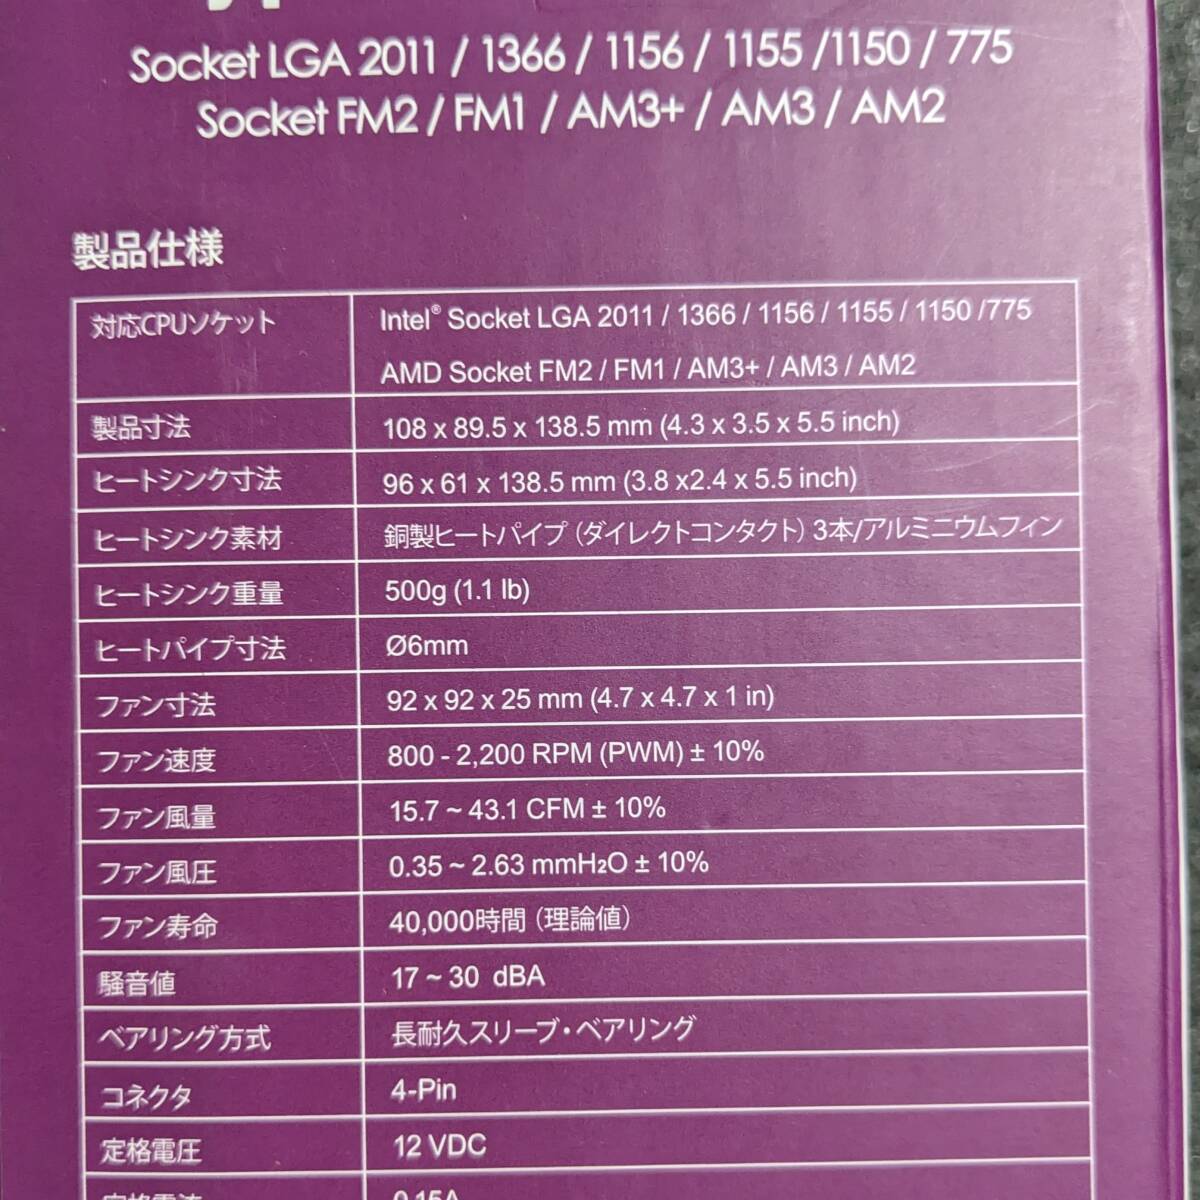 Socket LGA 2011 / 1366 / 1156 / 1155 /1150 / 775
Socket FM2 / FM1 / AM3+ / AM3 / AM2
製品仕様
対応CPUソケット Intel® Socket LGA 2011 / 1366 / 1156 / 1155 / 1150 /775
AMD Socket FM2 / FM1 / AM3+ / AM3 / AM2
製品寸法 108 x 89.5 x 138.5 mm (4.3 x 3.5 x 5.5 inch)
ヒートシンク寸法 96 x 61 x 138.5 mm (3.8 x2.4 x 5.5 inch)
ヒートシンク素材 銅製ヒートパイプ（ダイレクトコンタクト）3本/アルミニウムフィン
ヒートシンク重量 500g (1.1 lb)
ヒートパイプ寸法 Ø6mm
ファン寸法 92 x 92 x 25 mm (4.7 x 4.7 x 1 in)
ファン速度 800 - 2,200 RPM (PWM) ± 10%
ファン風量 15.7 ~ 43.1 CFM ± 10%
ファン風圧 0.35 ~ 2.63 mmH₂O ± 10%
ファン寿命 40,000時間（理論値）
騒音値 17 ~ 30 dBA
ベアリング方式 長耐久スリーブ・ベアリング
コネクタ 4-Pin
定格電圧 12 VDC
定格電流 0.15A